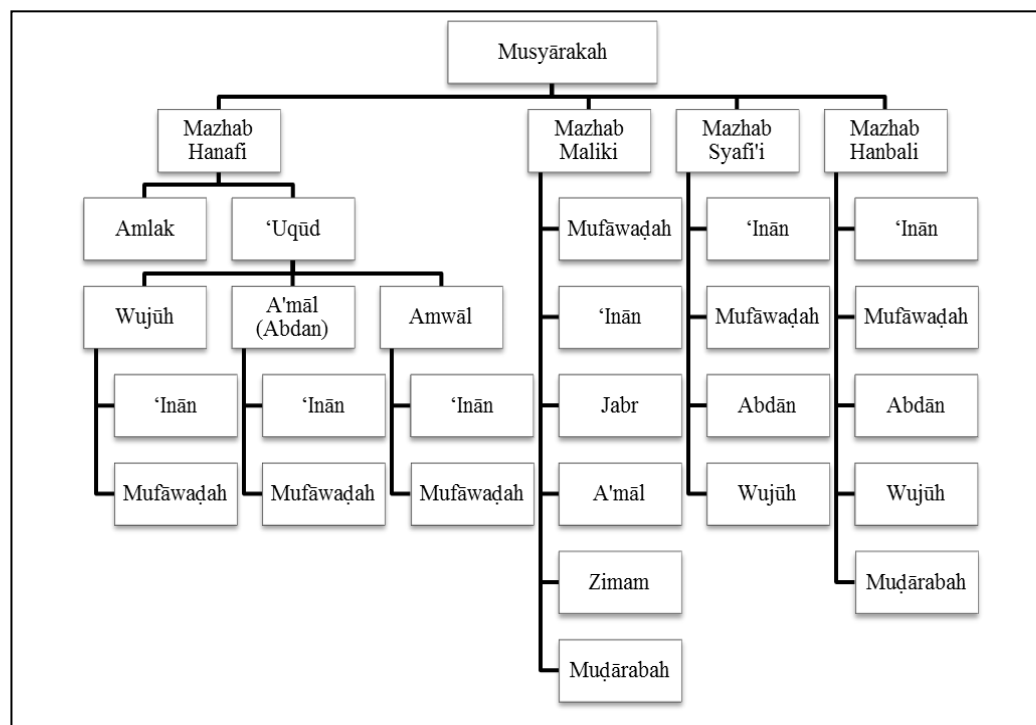 Musyārakah
Mazhab
Hanafi
Mazhab
Maliki
Mazhab
Syafi'i
Mazhab
Hanbali
Amlak
‘Uqūd
Wujūh
A'māl
(Abdan)
Amwāl
‘Inān
Mufāwaḍah
‘Inān
Mufāwaḍah
‘Inān
Mufāwaḍah
Mufāwaḍah
‘Inān
Jabr
A'māl
Zimam
Muḍārabah
‘Inān
Mufāwaḍah
Abdān
Wujūh
‘Inān
Mufāwaḍah
Abdān
Wujūh
Muḍārabah